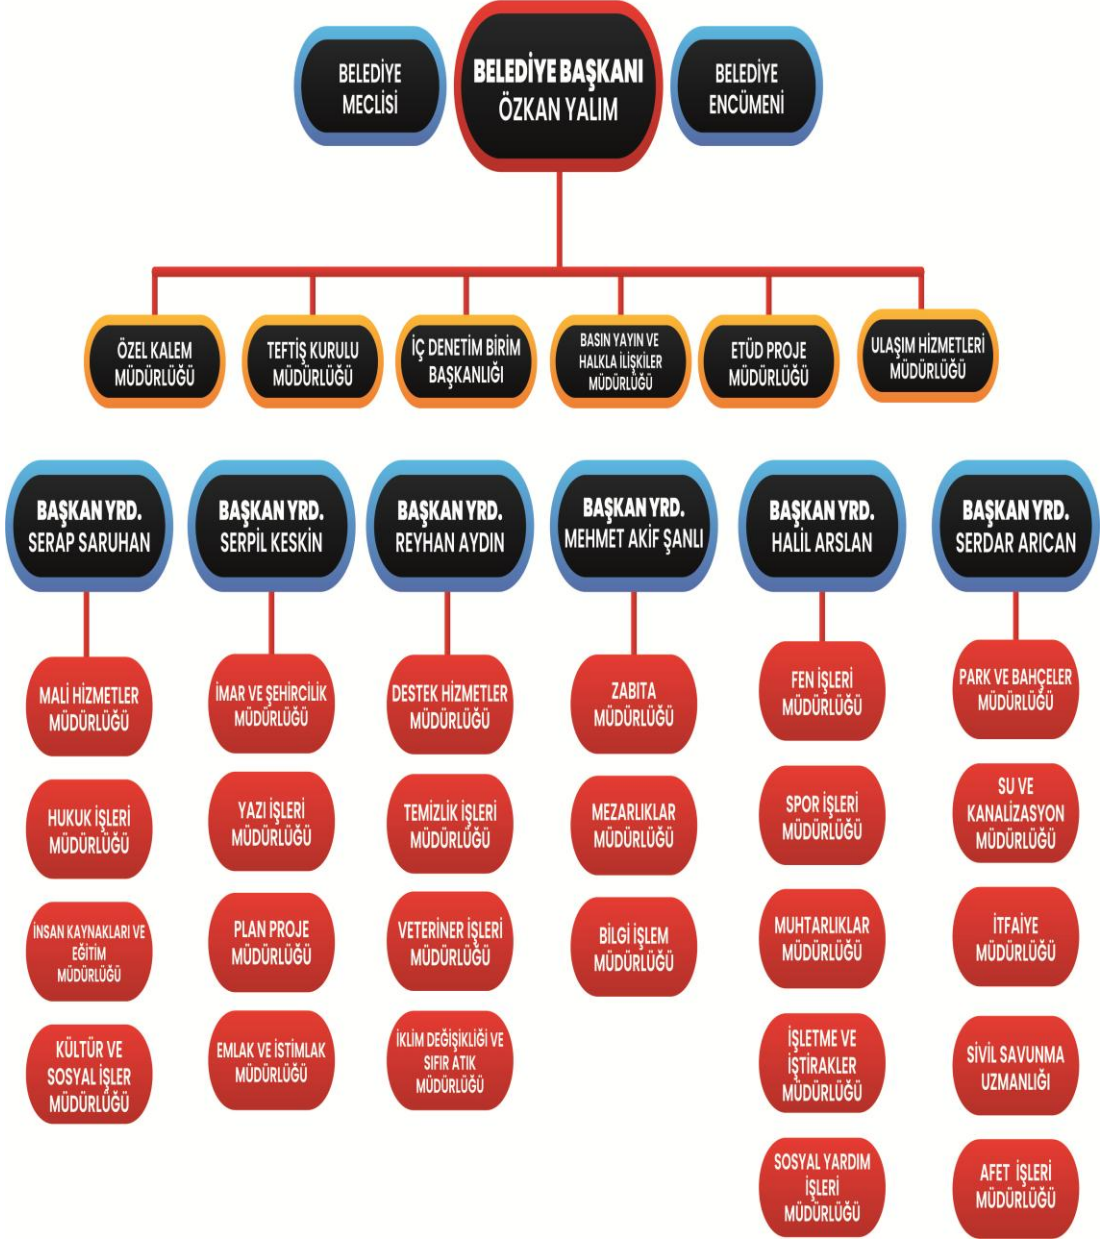 BELEDİYE
MECLİSİ
BELEDİYE BAŞKANI
ÖZKAN YALIM
BELEDİYE
ENCÜMENİ
ÖZEL KALEM
MÜDÜRLÜĞÜ
TEFTİŞ KURULU
MÜDÜRLÜĞÜ
İÇ DENETİM BİRİM
BAŞKANLIĞI
BASIN YAYIN VE
HALKLA İLİŞKİLER
MÜDÜRLÜĞÜ
ETÜD PROJE
MÜDÜRLÜĞÜ
ULAŞIM HİZMETLERİ
MÜDÜRLÜĞÜ
BAŞKAN YRD.
SERAP SARUHAN
BAŞKAN YRD.
SERPİL KESKİN
BAŞKAN YRD.
REYHAN AYDIN
BAŞKAN YRD.
MEHMET AKİF ŞANLI
BAŞKAN YRD.
HALİL ARSLAN
BAŞKAN YRD.
SERDAR ARICAN
MALİ HİZMETLER
MÜDÜRLÜĞÜ
HUKUK İŞLERİ
MÜDÜRLÜĞÜ
İNSAN KAYNAKLARI VE
EĞİTİM
MÜDÜRLÜĞÜ
KÜLTÜR VE
SOSYAL İŞLER
MÜDÜRLÜĞÜ
İMAR VE ŞEHİRCİLİK
MÜDÜRLÜĞÜ
YAZI İŞLERİ
MÜDÜRLÜĞÜ
PLAN PROJE
MÜDÜRLÜĞÜ
EMLAK VE İSTİMLAK
MÜDÜRLÜĞÜ
DESTEK HİZMETLER
MÜDÜRLÜĞÜ
TEMİZLİK İŞLERİ
MÜDÜRLÜĞÜ
VETERİNER İŞLERİ
MÜDÜRLÜĞÜ
İKLİM DEĞİŞİKLİĞİ VE
SIFIR ATIK
MÜDÜRLÜĞÜ
ZABITA
MÜDÜRLÜĞÜ
MEZARLIKLAR
MÜDÜRLÜĞÜ
BİLGİ İŞLEM
MÜDÜRLÜĞÜ
FEN İŞLERİ
MÜDÜRLÜĞÜ
SPOR İŞLERİ
MÜDÜRLÜĞÜ
MUHTARLIKLAR
MÜDÜRLÜĞÜ
İŞLETME VE
İŞTİRAKLER
MÜDÜRLÜĞÜ
SOSYAL YARDIM
İŞLERİ
MÜDÜRLÜĞÜ
PARK VE BAHÇELER
MÜDÜRLÜĞÜ
SU VE
KANALİZASYON
MÜDÜRLÜĞÜ
İTFAİYE
MÜDÜRLÜĞÜ
SİVİL SAVUNMA
UZMANLIĞI
AFET İŞLERİ
MÜDÜRLÜĞÜ